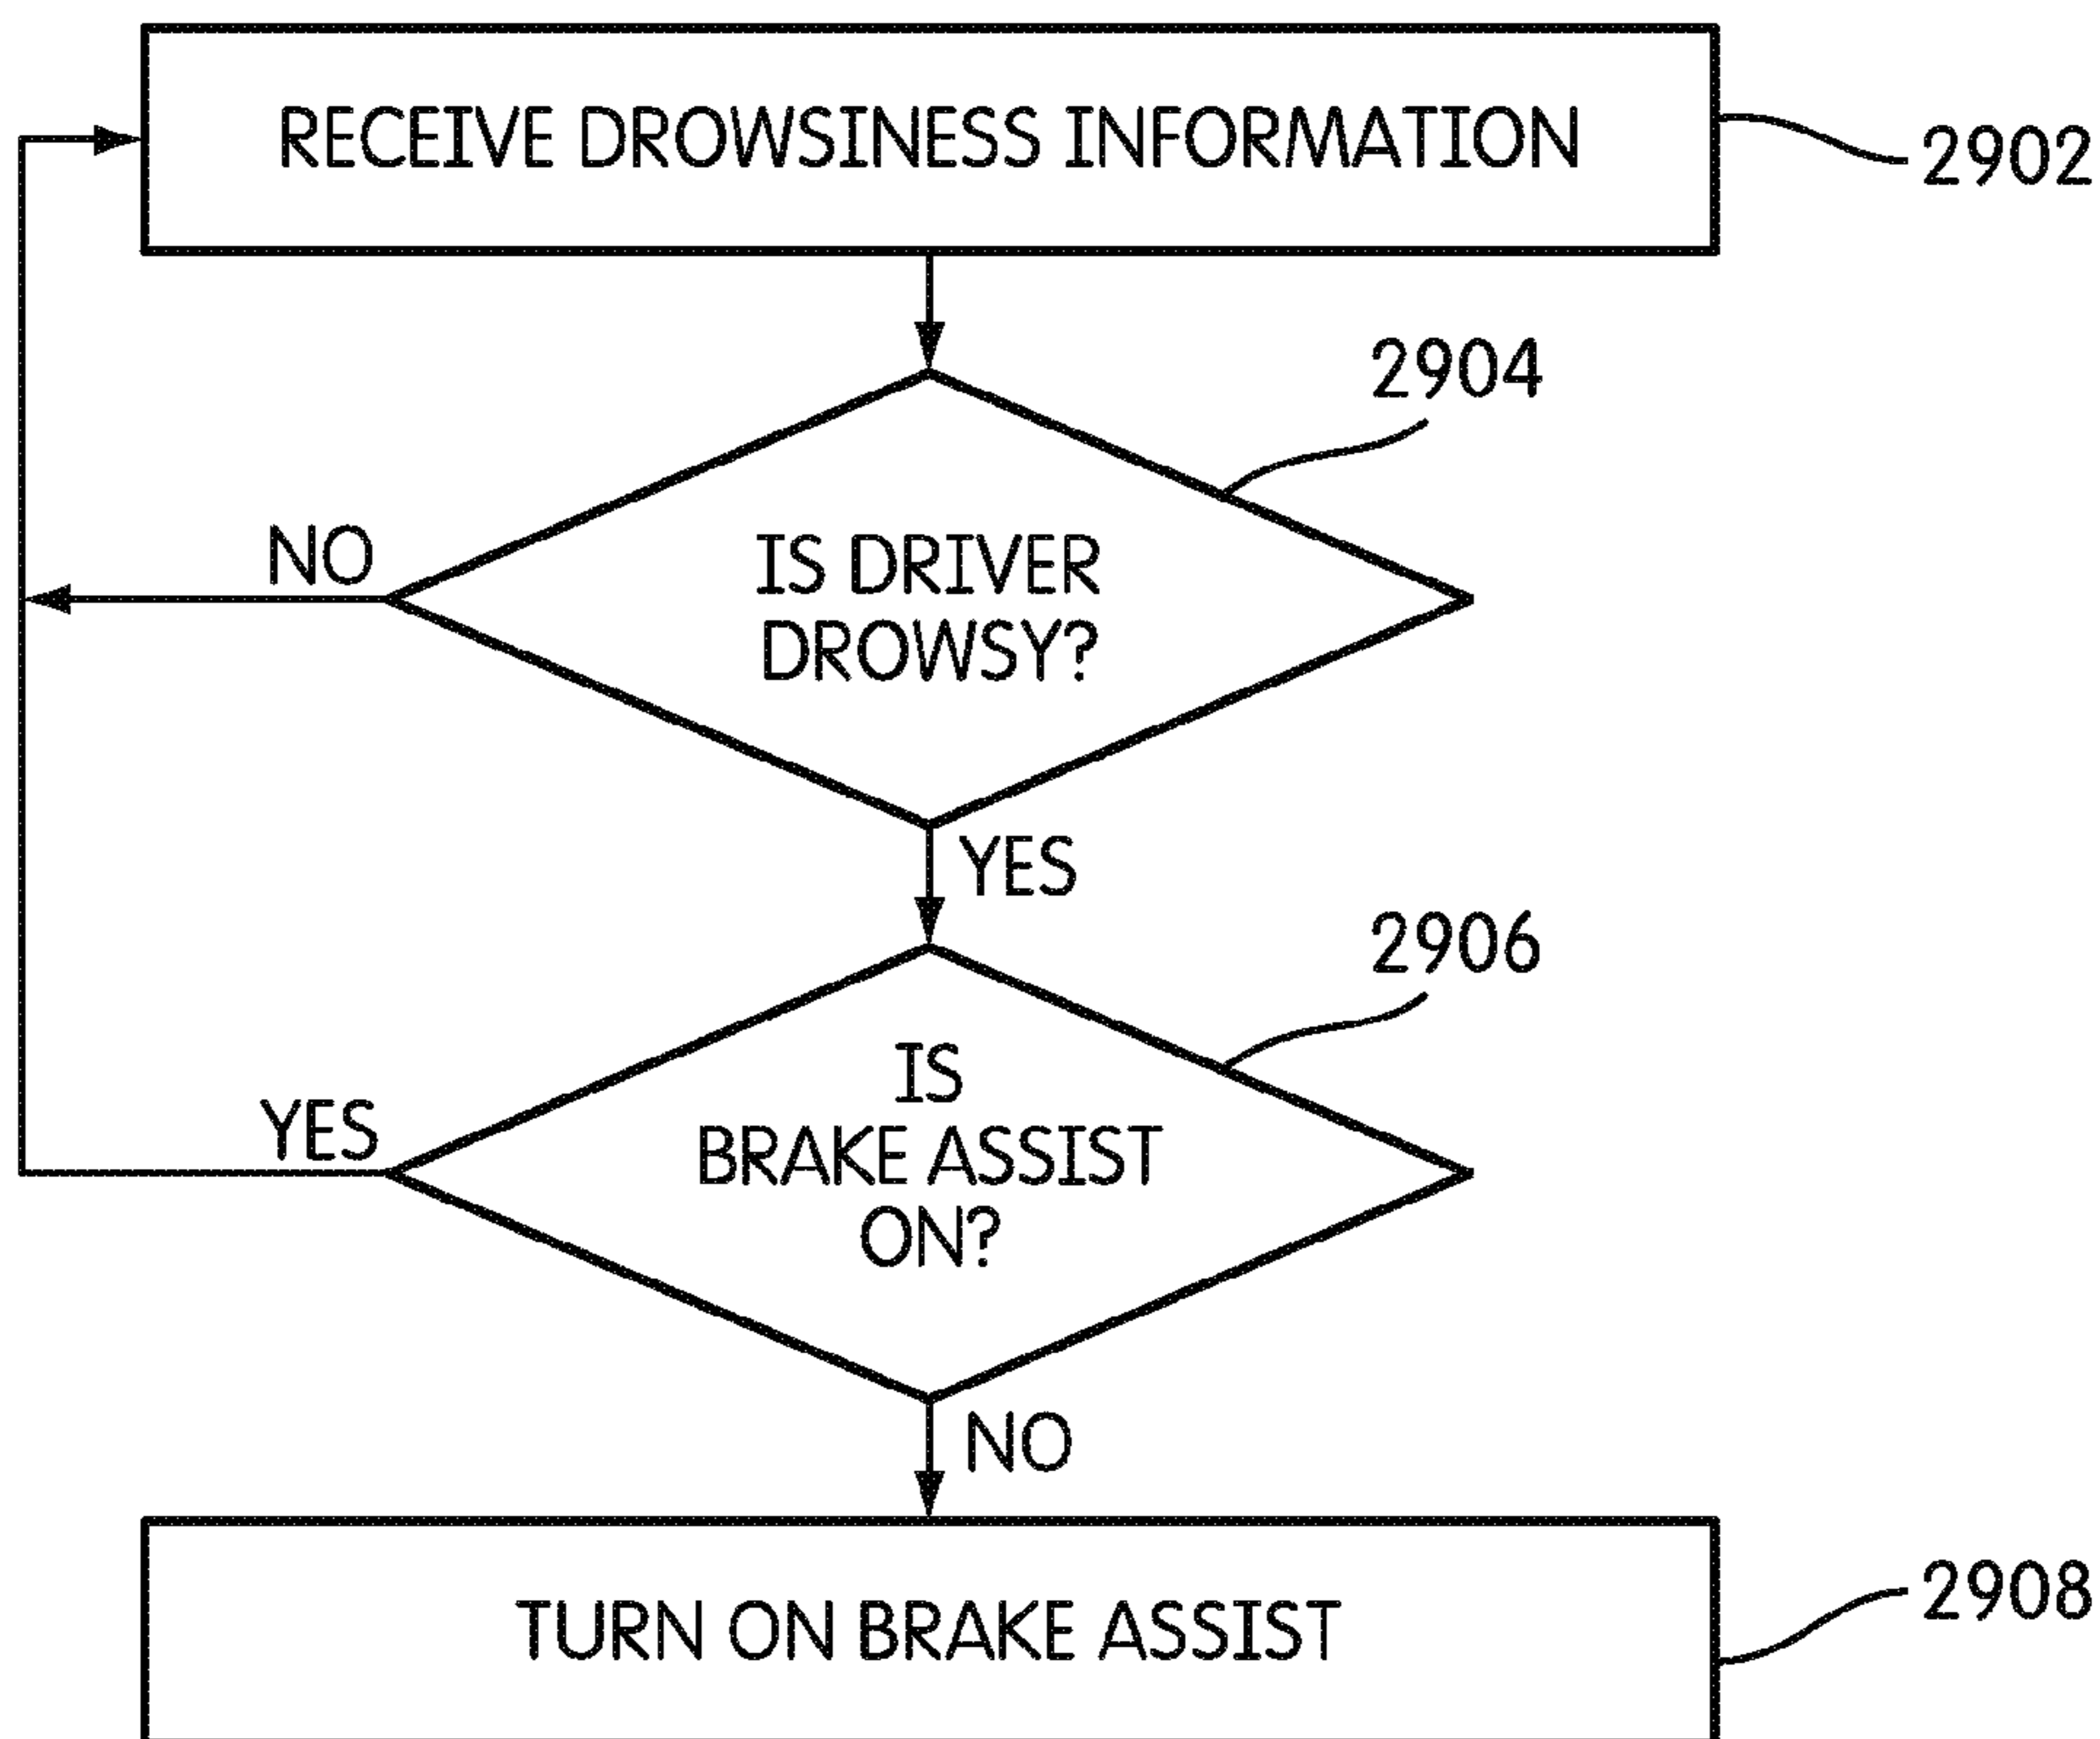 RECEIVE DROWSINESS INFORMATION
2902
2904
NO
IS DRIVER
DROWSY?
YES
2906
IS
BRAKE ASSIST
ON?
YES
NO
TURN ON BRAKE ASSIST
2908